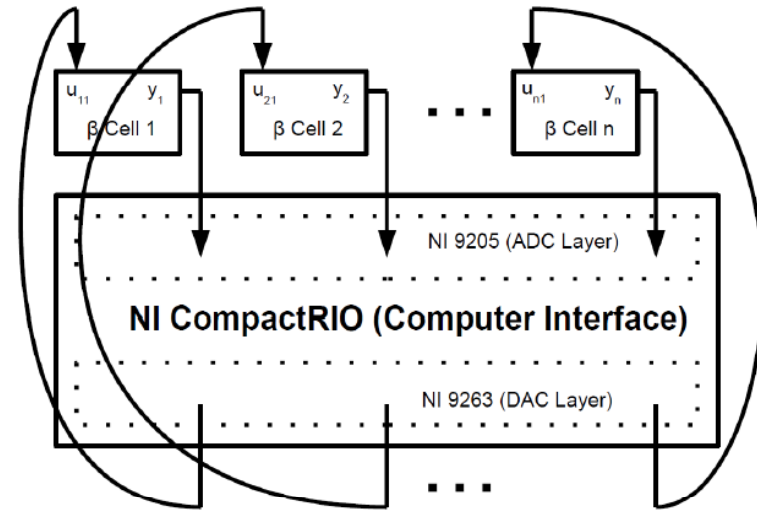 u11 y1 u21 y2 un1 yn
β Cell 1 β Cell 2 β Cell n
NI 9205 (ADC Layer)
NI CompactRIO (Computer Interface)
NI 9263 (DAC Layer)